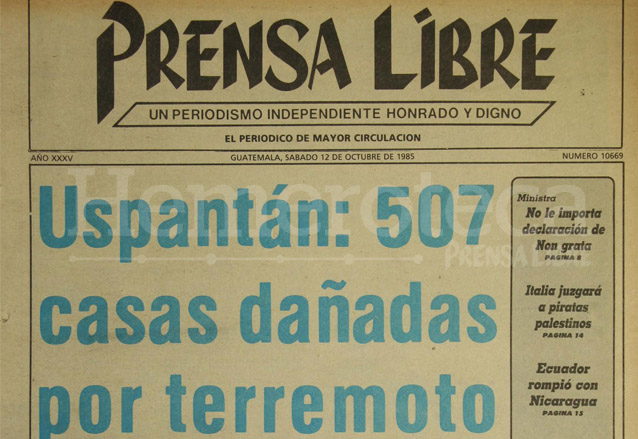 PRENSA LIBRE
UN PERIODISMO INDEPENDIENTE HONRADO Y DIGNO
EL PERIODICO DE MAYOR CIRCULACION
AÑO XXXV GUATEMALA, SABADO 12 DE OCTUBRE DE 1985 NUMERO 10669
Hemeroteca
PRENSA LIBRE
Uspantán: 507
casas dañadas
por terremoto
Ministra
No le importa
declaración de
Non grata
PAGINA 8
Italia juzgará
a piratas
palestinos
PAGINA 14
Ecuador
rompió con
Nicaragua
PAGINA 13